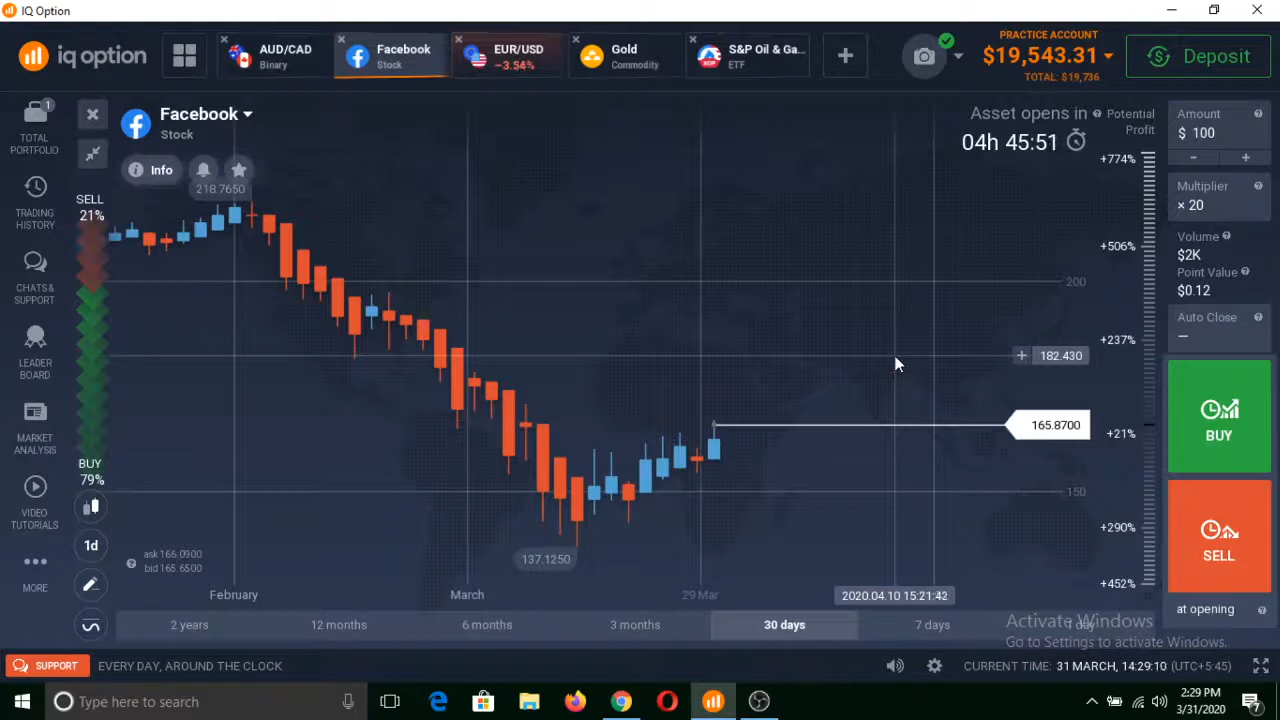 IQ Option
iq option
AUD/CAD
Binary
Facebook
Stock
EUR/USD
Gold
Commodity
S&P Oil & Ga...
ETF
PRACTICE ACCOUNT
$19,543.31
TOTAL: $19,736
Deposit
1
TOTAL
PORTFOLIO
TRADING
HISTORY
CHATS &
SUPPORT
LEADER
BOARD
MARKET
ANALYSIS
VIDEO
TUTORIALS
MORE
Facebook
Stock
Info
218.7650
SELL
21%
BUY
79%
1d
ask 166.0900
bid 165.6500
137.1250
Asset opens in
04h 45:51
Potential
Profit
+774%
+506%
+237%
+21%
+290%
+452%
200
+ 182.430
165.8700
150
February
March
29 Mar
2020.04.10 15:21:42
2 years
12 months
6 months
3 months
30 days
7 days
1 day
Amount
$ 100
- +
Multiplier
× 20
Volume
$2K
Point Value
$0.12
Auto Close
–
BUY
SELL
at opening
Activate Windows
Go to Settings to activate Windows.
SUPPORT
EVERY DAY, AROUND THE CLOCK
CURRENT TIME: 31 MARCH, 14:29:10 (UTC+5:45)
Type here to search
2:29 PM
3/31/2020